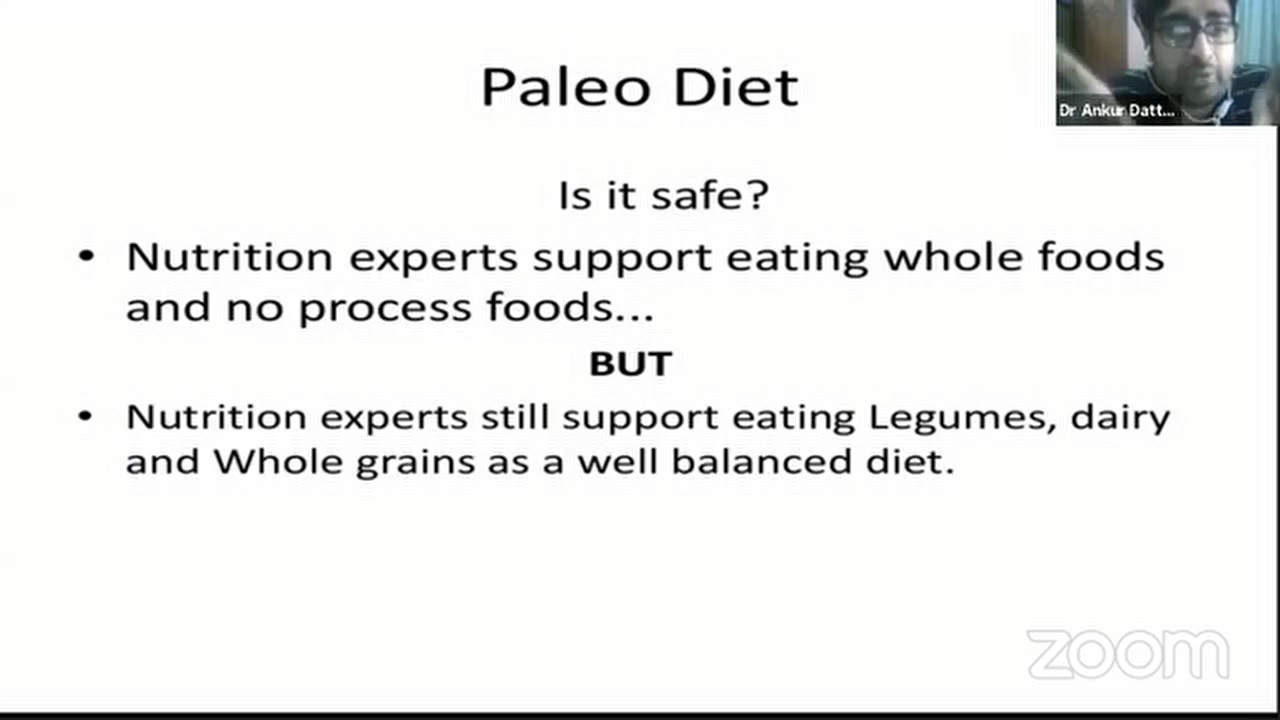 Paleo Diet
Dr Ankur Datt...
Is it safe?
• Nutrition experts support eating whole foods
and no process foods...
BUT
• Nutrition experts still support eating Legumes, dairy
and Whole grains as a well balanced diet.
zoom